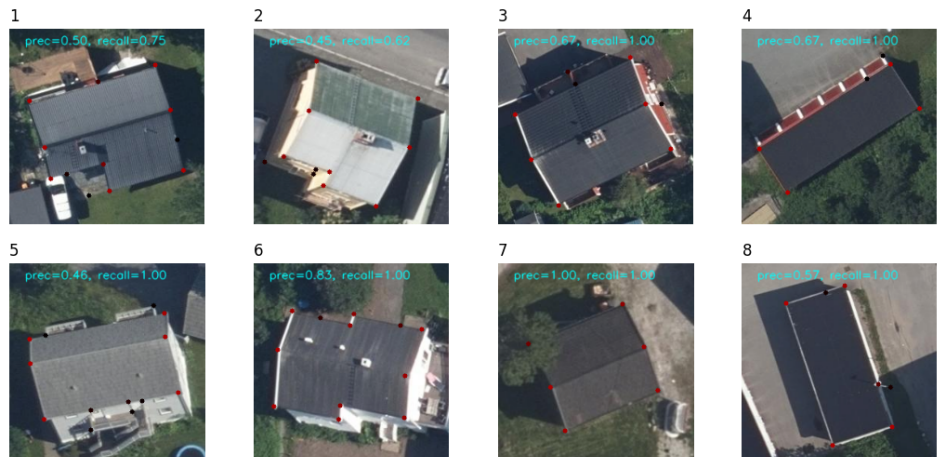 1
prec=0.50, recall=0.75
2
prec=0.45, recall=0.62
3
prec=0.67, recall=1.00
4
prec=0.67, recall=1.00
5
prec=0.46, recall=1.00
6
prec=0.83, recall=1.00
7
prec=1.00, recall=1.00
8
prec=0.57, recall=1.00